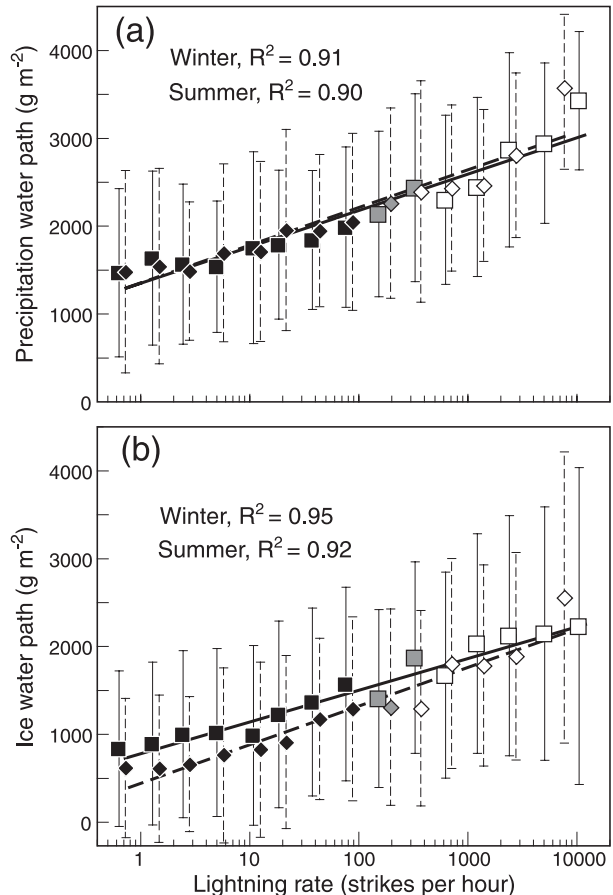 (a)
Winter, R² = 0.91
Summer, R² = 0.90
Precipitation water path (g m⁻²)
4000
3000
2000
1000
0
(b)
Winter, R² = 0.95
Summer, R² = 0.92
Ice water path (g m⁻²)
4000
3000
2000
1000
0
1 10 100 1000 10000
Lightning rate (strikes per hour)